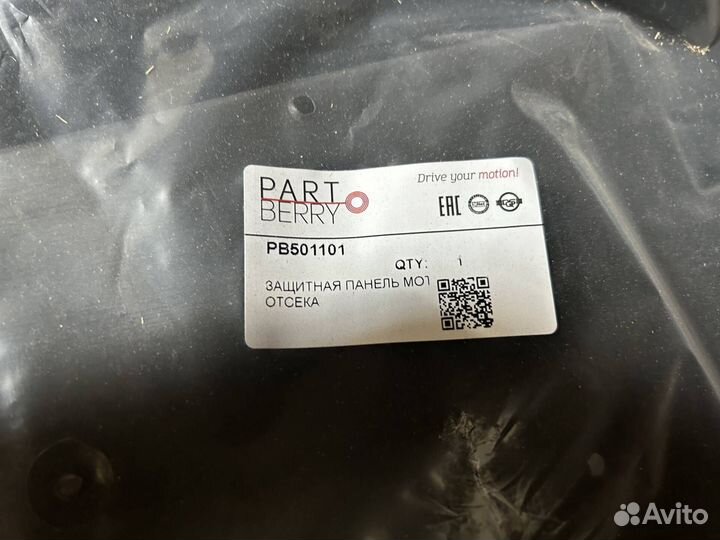 PART
BERRY
Drive your motion!
EAC
PB501101
QTY: 1
ЗАЩИТНАЯ ПАНЕЛЬ МОТ
ОТСЕКА
Avito